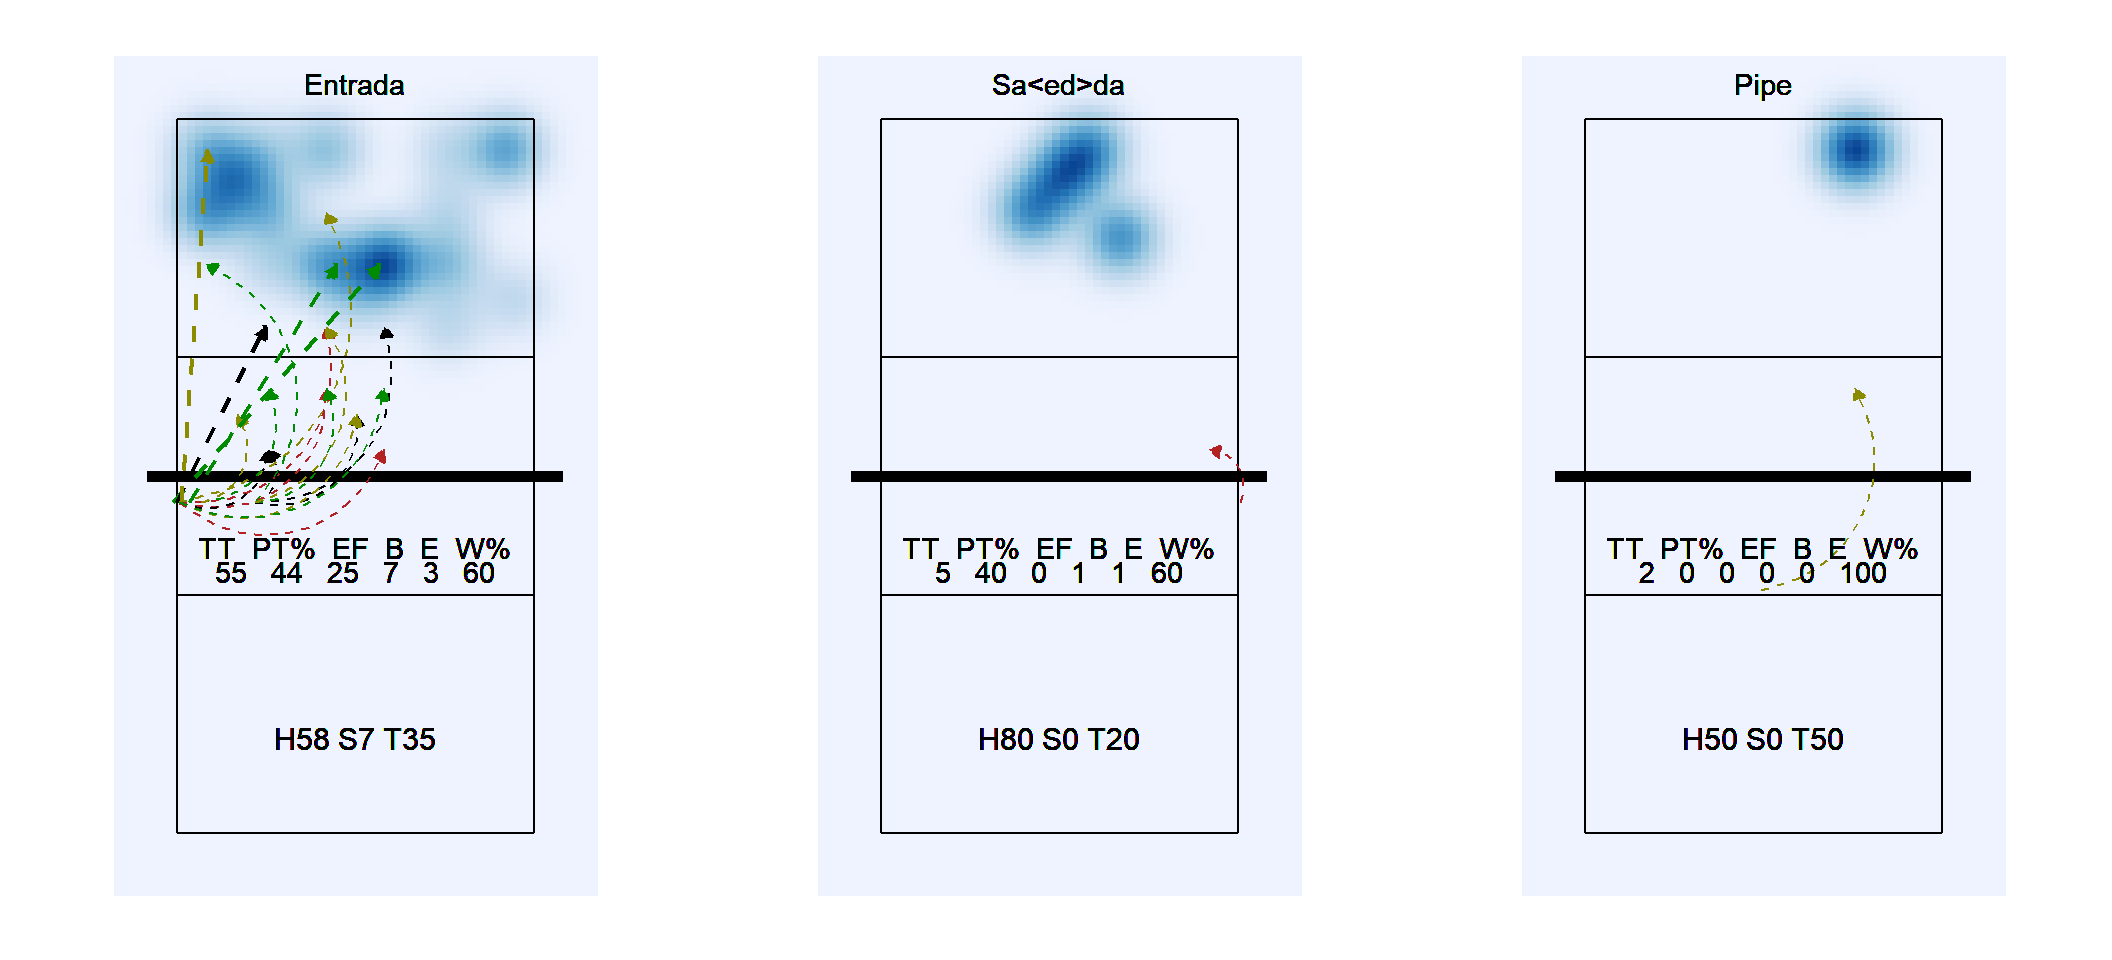 Entrada
TT PT% EF B E W%
55 44 25 7 3 60
H58 S7 T35
Sa<ed>da
TT PT% EF B E W%
5 40 0 1 1 60
H80 S0 T20
Pipe
TT PT% EF B E W%
2 0 0 0 0 100
H50 S0 T50